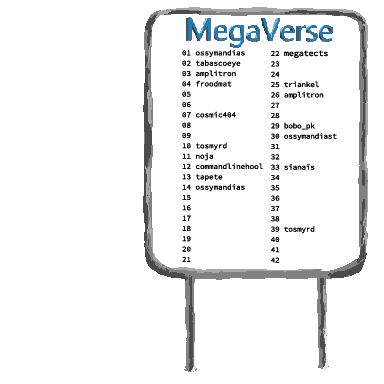 MegaVerse
01 ossymandias
02 tabascoeye
03 amplitron
04 froodmat
05
06
07 cosmic404
08
09
10 tosmyrd
11 noja
12 commandlinehool
13 tapete
14 ossymandias
15
16
17
18
19
20
21
22 megatects
23
24
25 triankel
26 amplitron
27
28
29 bobo_pk
30 ossymandiast
31
32
33 sianaïs
34
35
36
37
38
39 tosmyrd
40
41
42